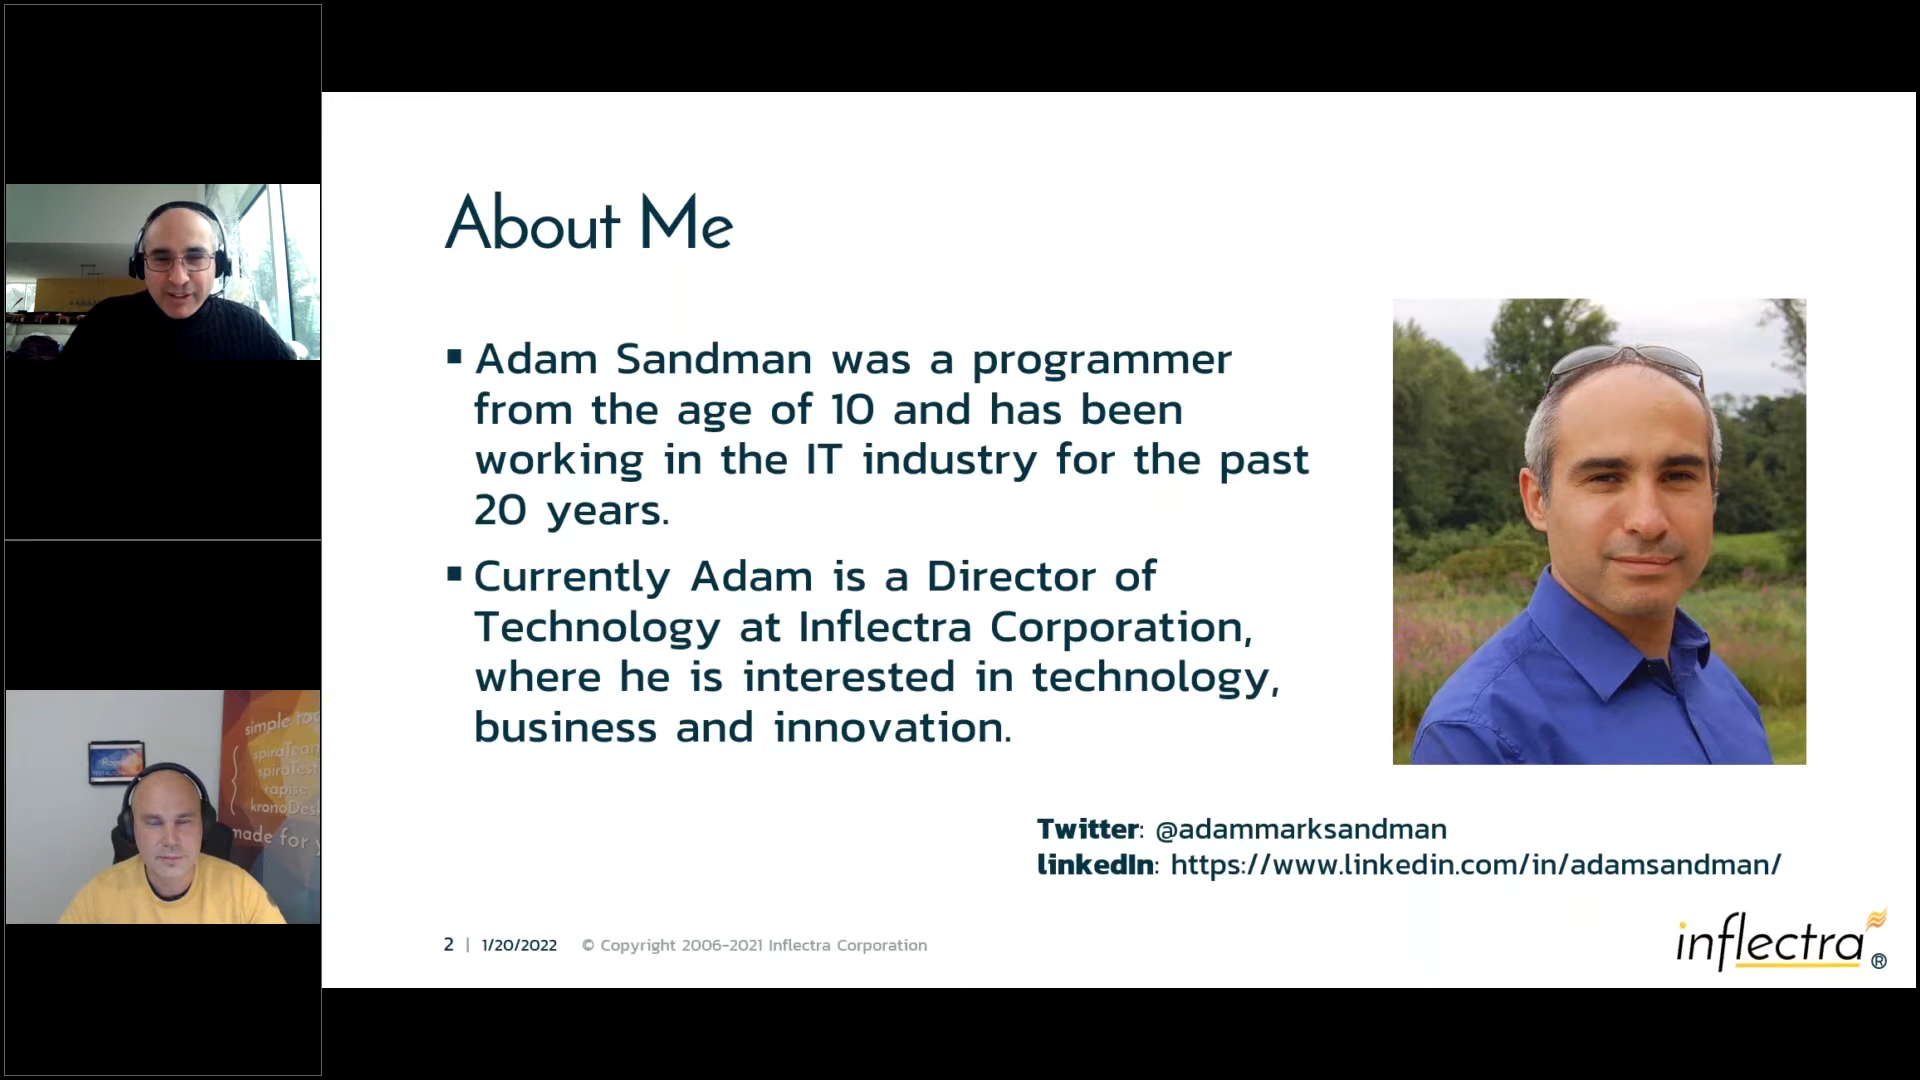 About Me
▪ Adam Sandman was a programmer
from the age of 10 and has been
working in the IT industry for the past
20 years.
▪ Currently Adam is a Director of
Technology at Inflectra Corporation,
where he is interested in technology,
business and innovation.
Twitter: @adammarksandman
linkedIn: https://www.linkedin.com/in/adamsandman/
2 | 1/20/2022 © Copyright 2006-2021 Inflectra Corporation
inflectra®
simple
spiraTeam
spiraTest
rapise
made for